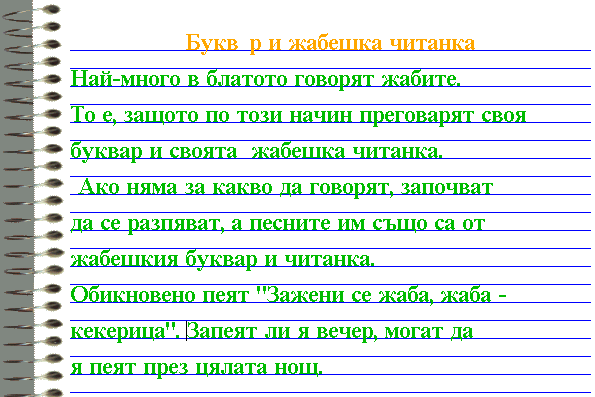 Букв р и жабешка читанка
Най-много в блатото говорят жабите.
То е, защото по този начин преговарят своя
буквар и своята жабешка читанка.
Ако няма за какво да говорят, започват
да се разпяват, а песните им също са от
жабешкия буквар и читанка.
Обикновено пеят "Зажени се жаба, жаба -
кекерица". Запеят ли я вечер, могат да
я пеят през цялата нощ.